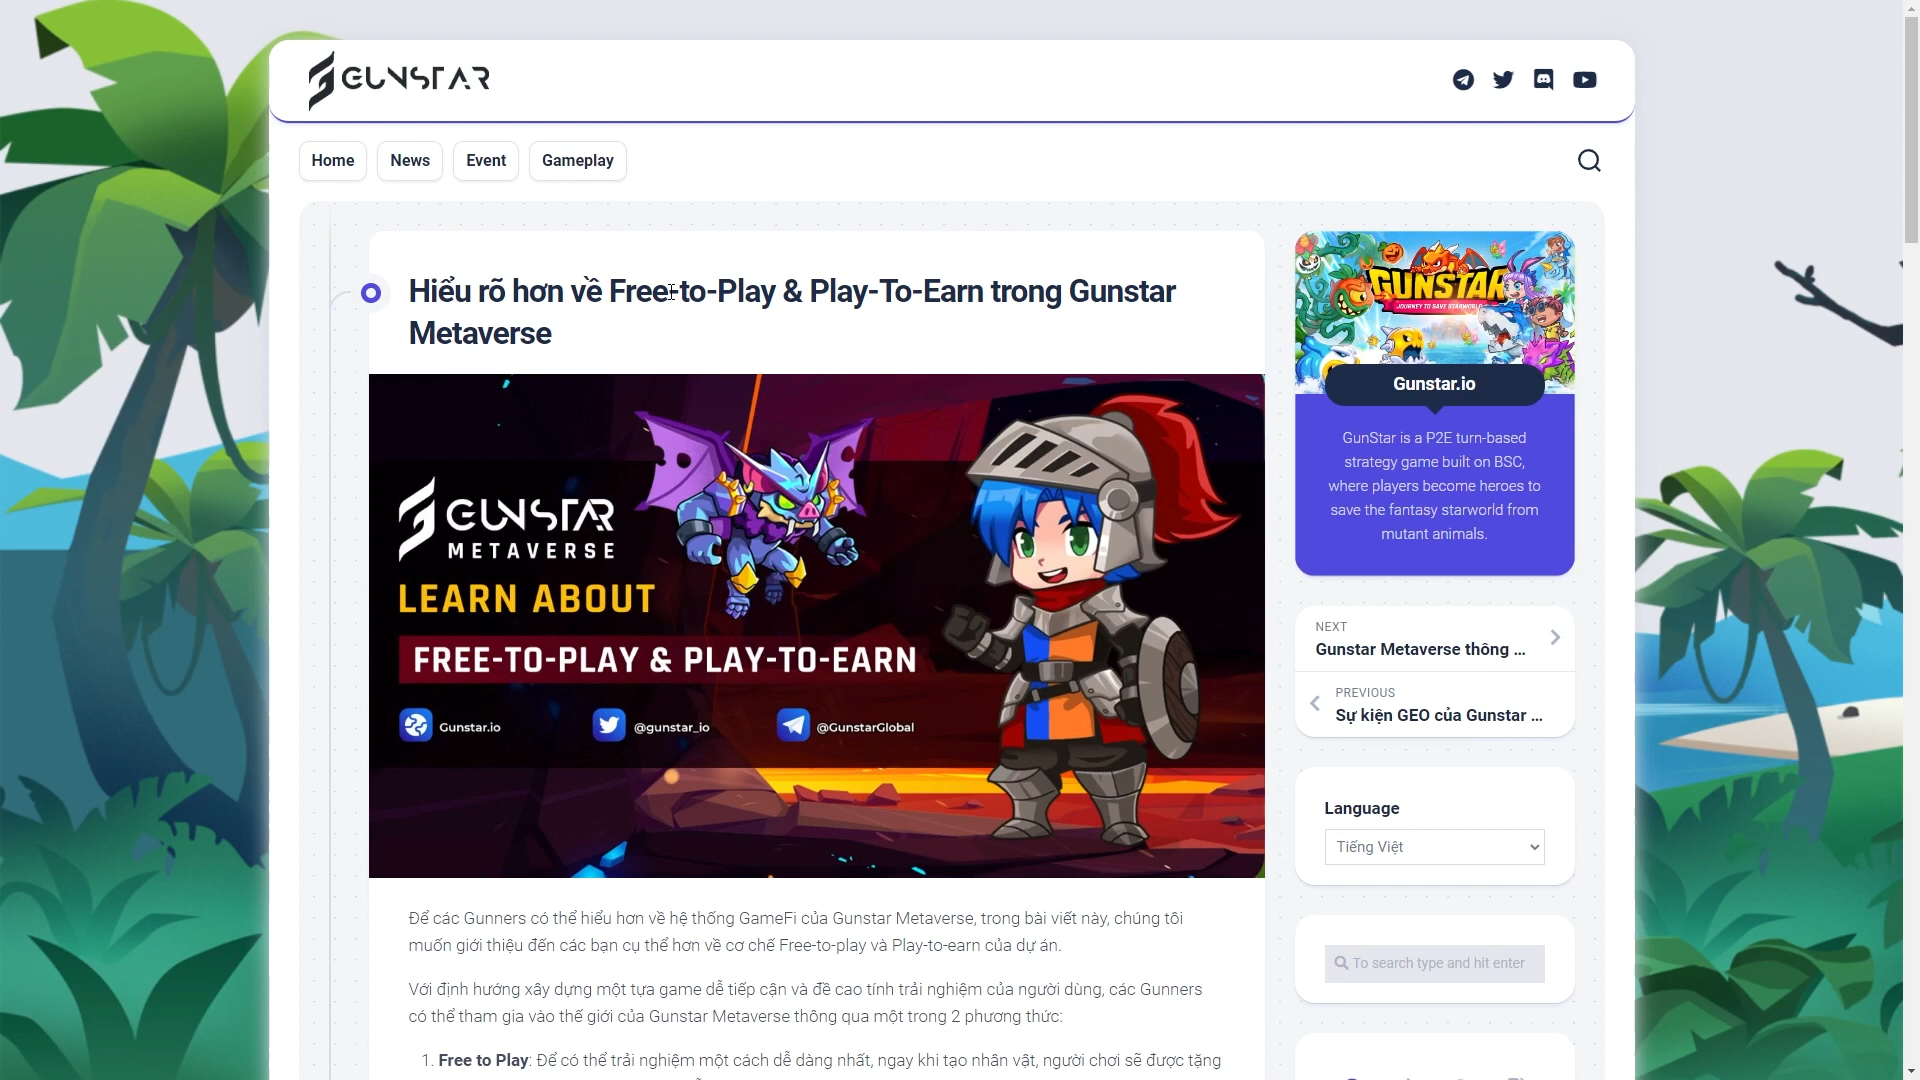 GUNSTAR
Home
News
Event
Gameplay
Hiểu rõ hơn về Free-to-Play & Play-To-Earn trong Gunstar
Metaverse
GUNSTAR
METAVERSE
LEARN ABOUT
FREE-TO-PLAY & PLAY-TO-EARN
Gunstar.io
@gunstar_io
@GunstarGlobal
Để các Gunners có thể hiểu hơn về hệ thống GameFi của Gunstar Metaverse, trong bài viết này, chúng tôi
muốn giới thiệu đến các bạn cụ thể hơn về cơ chế Free-to-play và Play-to-earn của dự án.
Với định hướng xây dựng một tựa game dễ tiếp cận và đề cao tính trải nghiệm của người dùng, các Gunners
có thể tham gia vào thế giới của Gunstar Metaverse thông qua một trong 2 phương thức:
1. Free to Play: Để có thể trải nghiệm một cách dễ dàng nhất, ngay khi tạo nhân vật, người chơi sẽ được tặng
GUNSTAR
JOURNEY TO SAVE STARWORLD
Gunstar.io
GunStar is a P2E turn-based
strategy game built on BSC,
where players become heroes to
save the fantasy starworld from
mutant animals.
NEXT
Gunstar Metaverse thông ...
PREVIOUS
Sự kiện GEO của Gunstar ...
Language
Tiếng Việt
To search type and hit enter